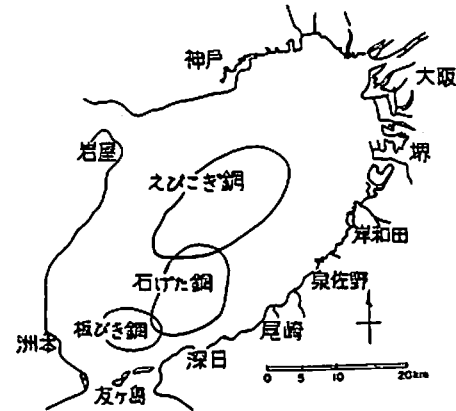 神戸
大阪
岩屋
堺
えびこぎ網
岸和田
石げた網
泉佐野
板びき網
尾崎
洲本
深日
友ヶ島
0 5 10 20km